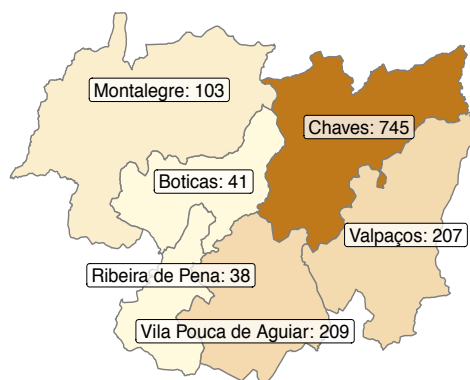 Montalegre: 103
Chaves: 745
Boticas: 41
Valpaços: 207
Ribeira de Pena: 38
Vila Pouca de Aguiar: 209